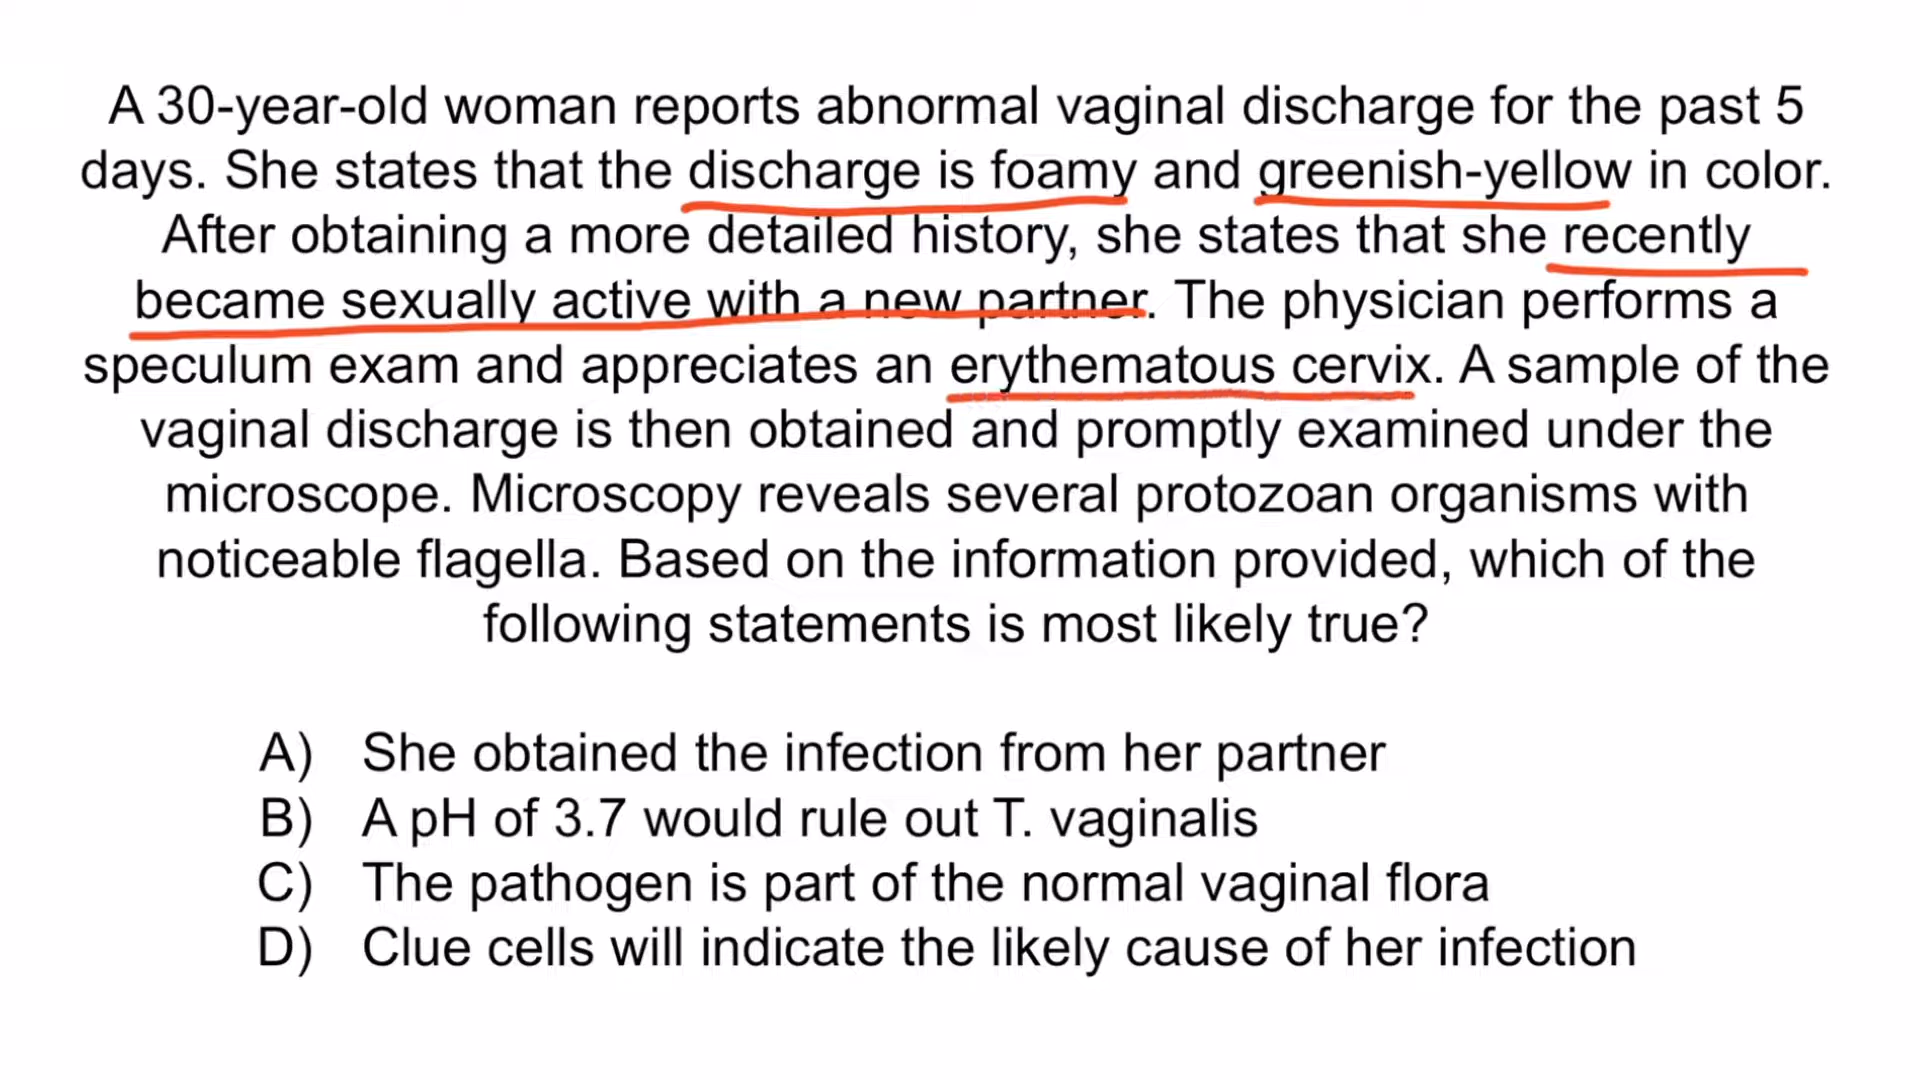 A 30-year-old woman reports abnormal vaginal discharge for the past 5
days. She states that the discharge is foamy and greenish-yellow in color.
After obtaining a more detailed history, she states that she recently
became sexually active with a new partner. The physician performs a
speculum exam and appreciates an erythematous cervix. A sample of the
vaginal discharge is then obtained and promptly examined under the
microscope. Microscopy reveals several protozoan organisms with
noticeable flagella. Based on the information provided, which of the
following statements is most likely true?
A) She obtained the infection from her partner
B) A pH of 3.7 would rule out T. vaginalis
C) The pathogen is part of the normal vaginal flora
D) Clue cells will indicate the likely cause of her infection